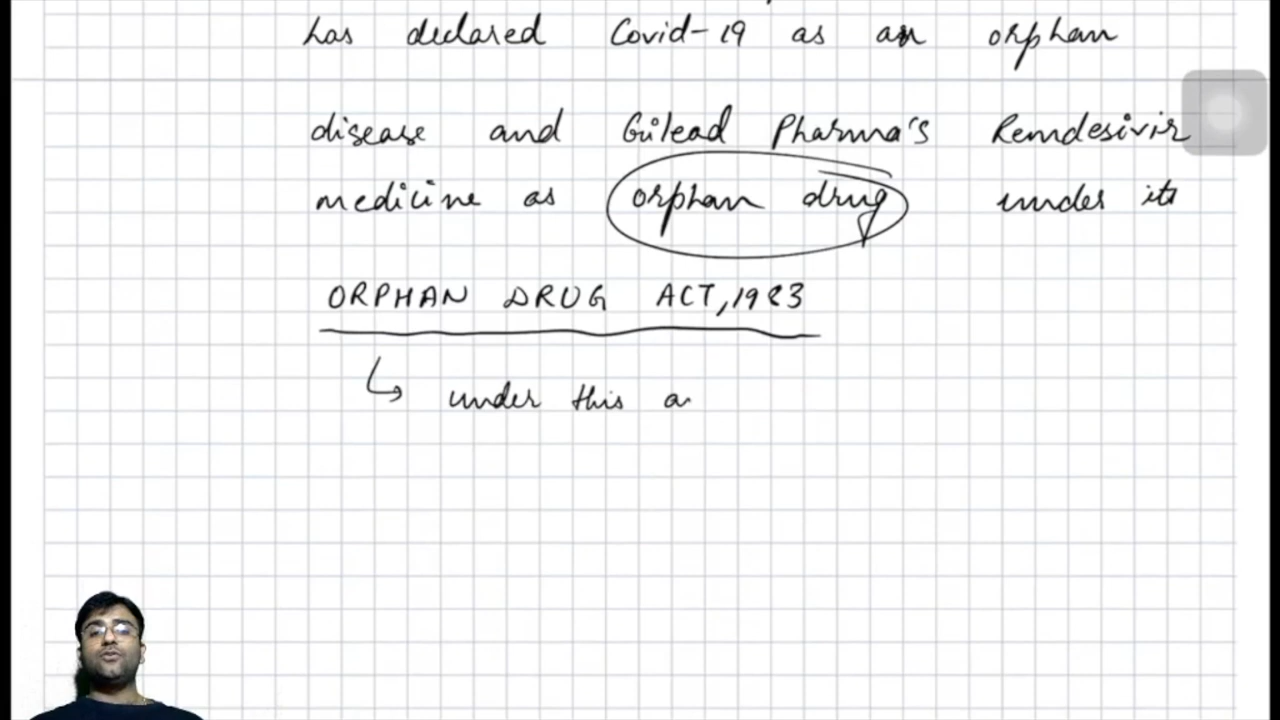 has declared Covid-19 as an orphan
disease and Gilead Pharma's Remdesivir
medicine as orphan drug under its
ORPHAN DRUG ACT, 1983
under this a